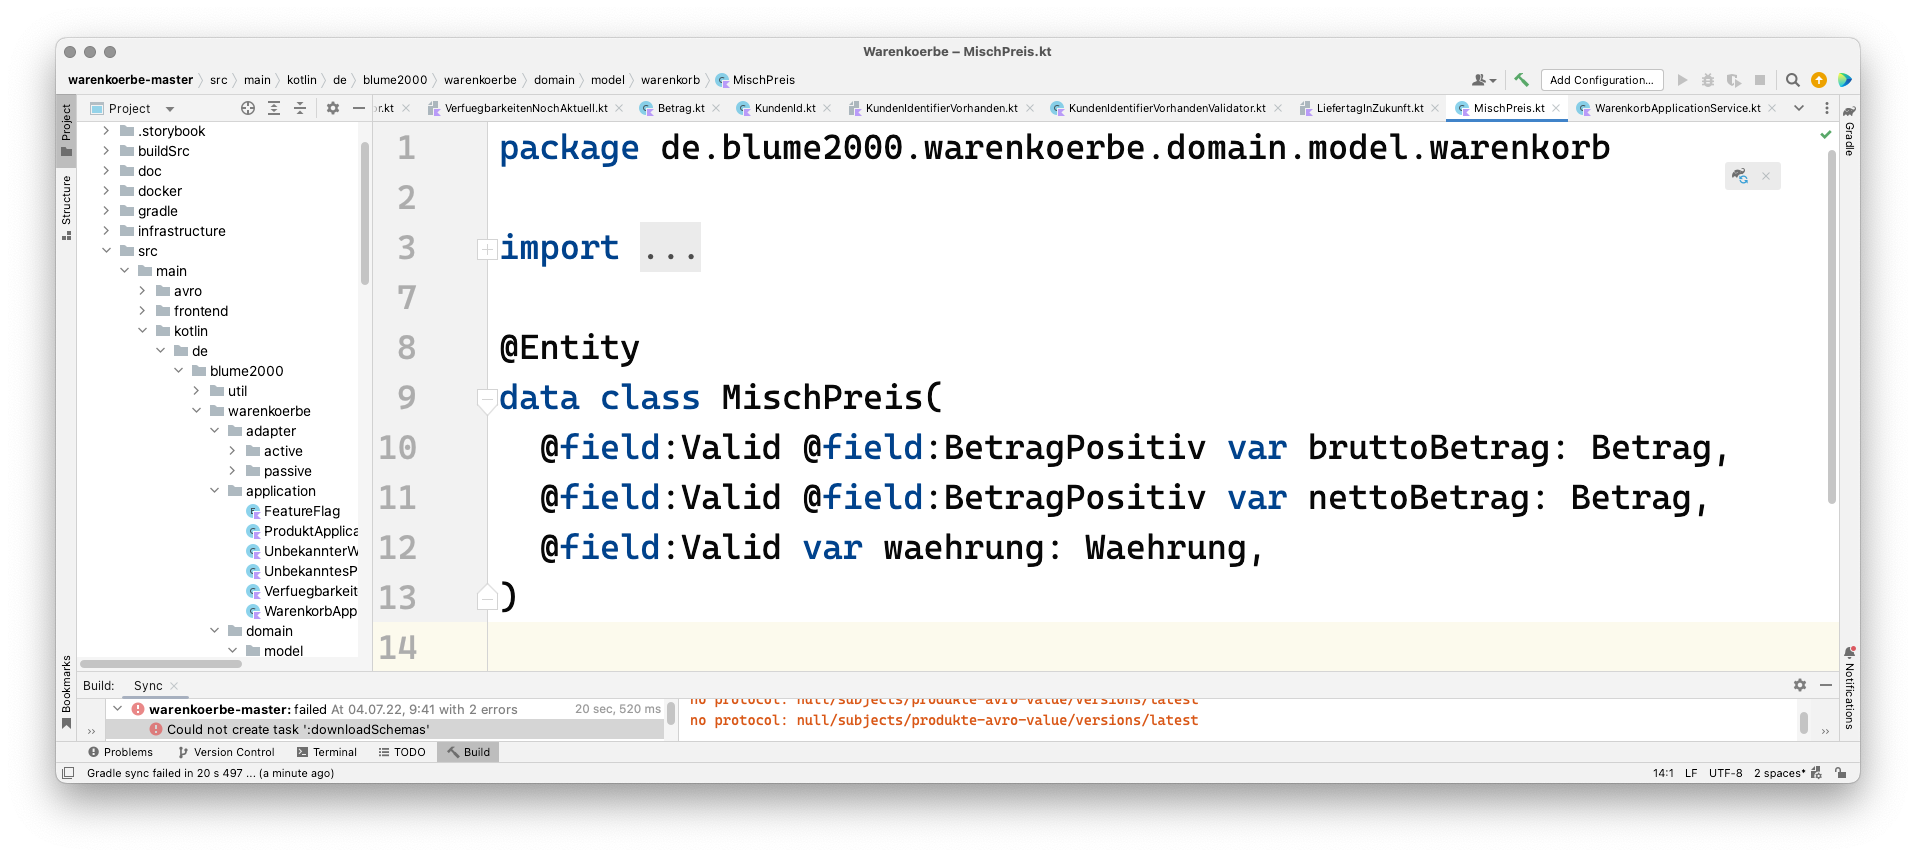 Warenkoerbe – MischPreis.kt
warenkoerbe-master src main kotlin de blume2000 warenkoerbe domain model warenkorb MischPreis
Add Configuration...
Project
or.kt VerfuegbarkeitenNochAktuell.kt Betrag.kt KundenId.kt KundenIdentifierVorhanden.kt KundenIdentifierVorhandenValidator.kt LiefertagInZukunft.kt MischPreis.kt WarenkorbApplicationService.kt
Project
Structure
Bookmarks
.storybook
buildSrc
doc
docker
gradle
infrastructure
src
main
avro
frontend
kotlin
de
blume2000
util
warenkoerbe
adapter
active
passive
application
FeatureFlag
ProduktApplica
UnbekannterW
UnbekanntesP
Verfuegbarkeit
WarenkorbApp
domain
model
1 package de.blume2000.warenkoerbe.domain.model.warenkorb
2
3 import ...
7
8 @Entity
9 data class MischPreis(
10 @field:Valid @field:BetragPositiv var bruttoBetrag: Betrag,
11 @field:Valid @field:BetragPositiv var nettoBetrag: Betrag,
12 @field:Valid var waehrung: Waehrung,
13 )
14
Gradle
Notifications
Build: Sync
warenkoerbe-master: failed At 04.07.22, 9:41 with 2 errors 20 sec, 520 ms
Could not create task ':downloadSchemas'
no protocol: null/subjects/produkte-avro-value/versions/latest
no protocol: null/subjects/produkte-avro-value/versions/latest
Problems Version Control Terminal TODO Build
Gradle sync failed in 20 s 497 ... (a minute ago) 14:1 LF UTF-8 2 spaces*